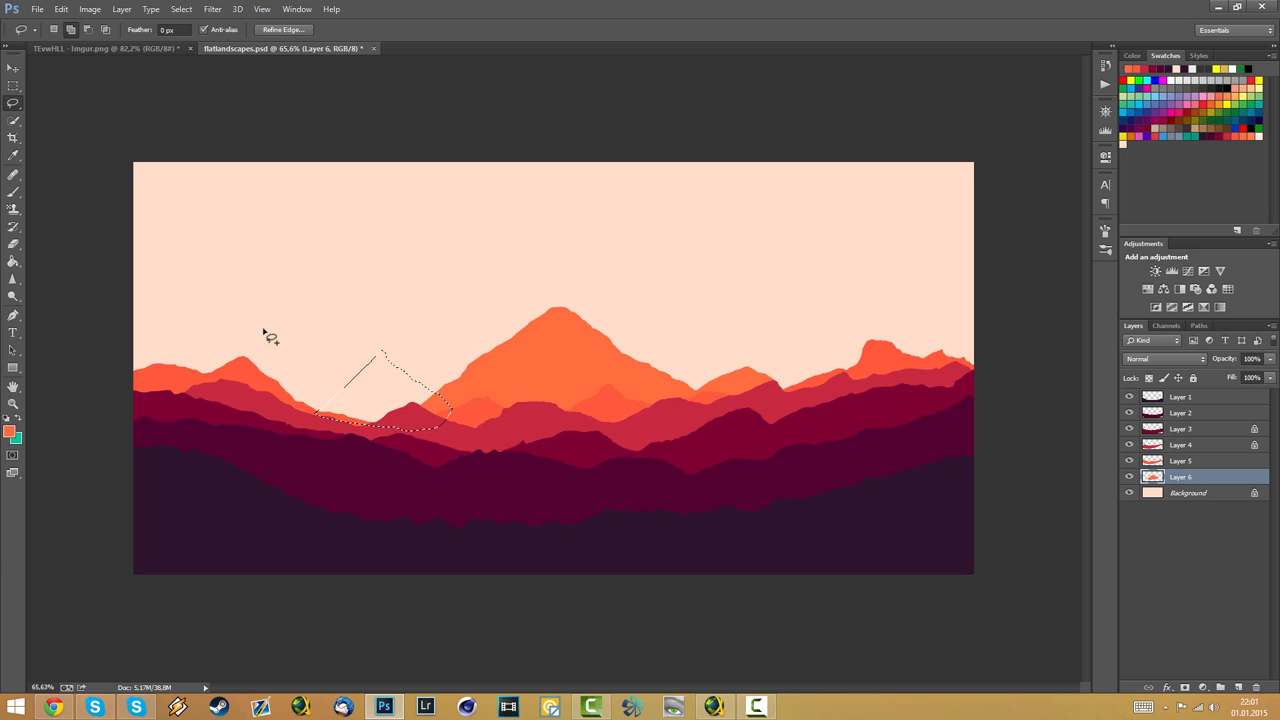 Ps File Edit Image Layer Type Select Filter 3D View Window Help
Feather: 0 px Anti-alias Refine Edge... Essentials
TEvwHLL - Imgur.png @ 82,2% (RGB/8#) * × flatlandscapes.psd @ 65,6% (Layer 6, RGB/8) * ×
Color Swatches Styles
Adjustments
Add an adjustment
Layers Channels Paths
Kind
Normal Opacity: 100%
Lock: Fill: 100%
Layer 1
Layer 2
Layer 3
Layer 4
Layer 5
Layer 6
Background
65,63% Doc: 5,17M/38,8M
Ps Lr 22:01
01.01.2015